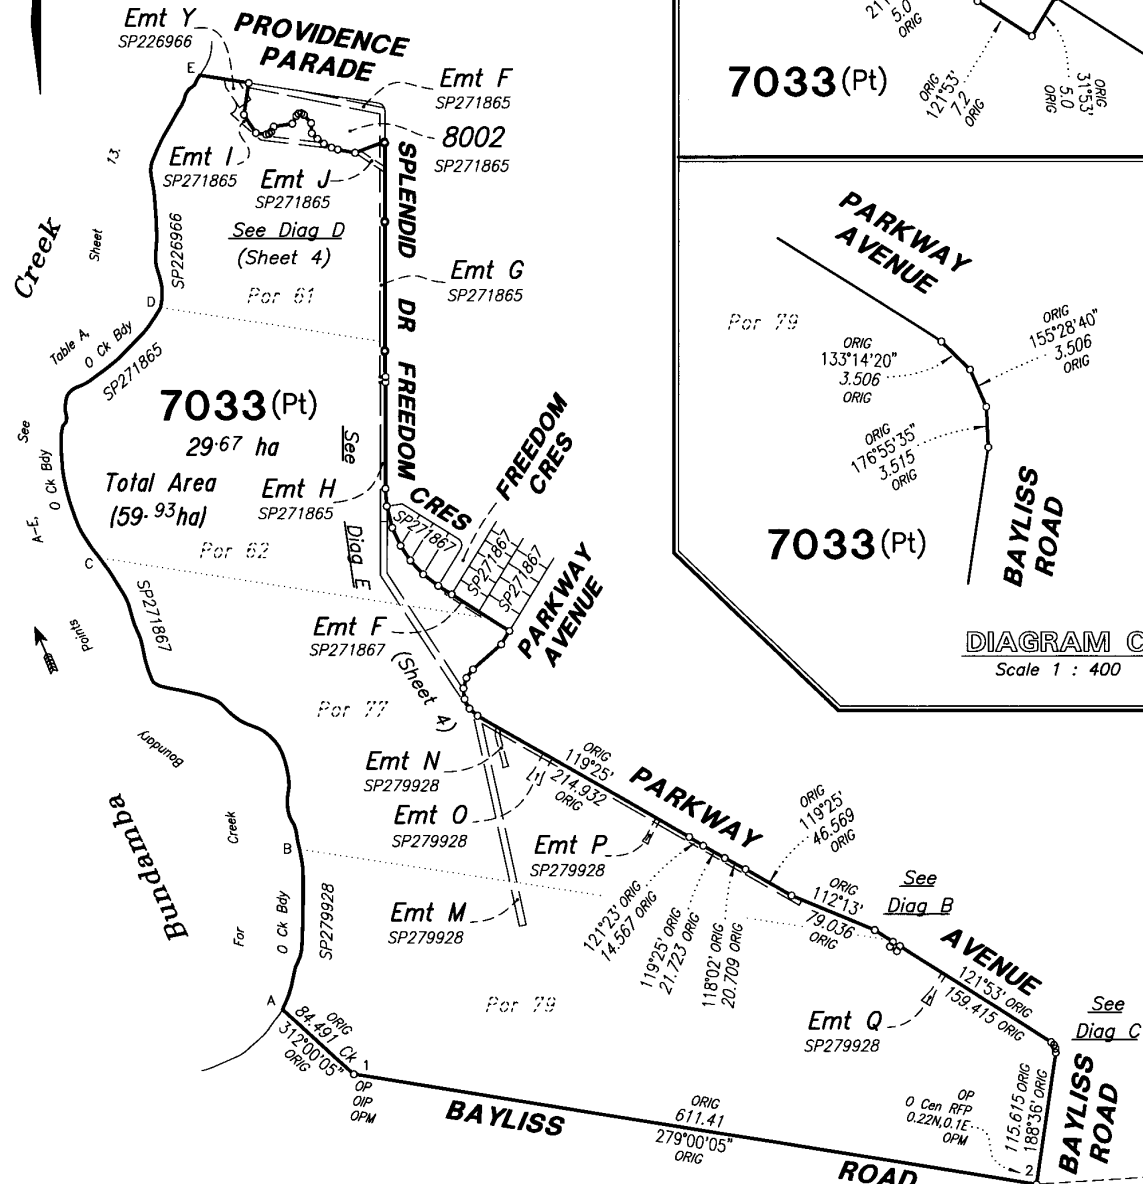 Emt Y
SP226966
PROVIDENCE
PARADE
E
Emt F
SP271865
8002
SP271865
Emt I
SP271865
Emt J
SP271865
See Diag D
(Sheet 4)
SPLENDID DR
Emt G
SP271865
13.
Sheet
SP226966
Creek
Por 61
D
Table A,
O Ck Bdy
SP271865
7033(Pt)
29.67 ha
Total Area
(59.93ha)
See
Diag E
(Sheet 4)
FREEDOM
CRES
FREEDOM
CRES
Emt H
SP271865
SP271867
SP271867
SP271867
See
O Ck Bdy
A-E,
Por 62
C
SP271867
Points
PARKWAY
AVENUE
Emt F
SP271867
Por 77
Boundary
Emt N
SP279928
Emt O
SP279928
Emt P
SP279928
Emt M
SP279928
ORIG
119°25'
214.932
ORIG
PARKWAY
ORIG
119°25'
46.569
ORIG
121°23' ORIG
14.567 ORIG
119°25' ORIG
21.723 ORIG
118°02' ORIG
20.709 ORIG
ORIG
112°13'
79.036
ORIG
See
Diag B
AVENUE
121°53' ORIG
159.415 ORIG
Emt Q
SP279928
See
Diag C
Bundamba
Creek
B
For
O Ck Bdy
SP279928
A
Por 79
ORIG
84.491 Ck
312°00'05"
ORIG
1
OP
OIP
OPM
BAYLISS
ROAD
ORIG
611.41
279°00'05"
ORIG
OP
O Cen RFP
0.22N,0.1E
OPM
2
115.615 ORIG
188°36' ORIG
BAYLISS
ROAD
5.0
ORIG
7033(Pt)
ORIG
121°53'
7.2
ORIG
ORIG
31°53'
5.0
ORIG
PARKWAY
AVENUE
Por 79
ORIG
133°14'20"
3.506
ORIG
ORIG
155°28'40"
3.506
ORIG
ORIG
176°55'35"
3.515
ORIG
7033(Pt)
BAYLISS
ROAD
DIAGRAM C
Scale 1 : 400